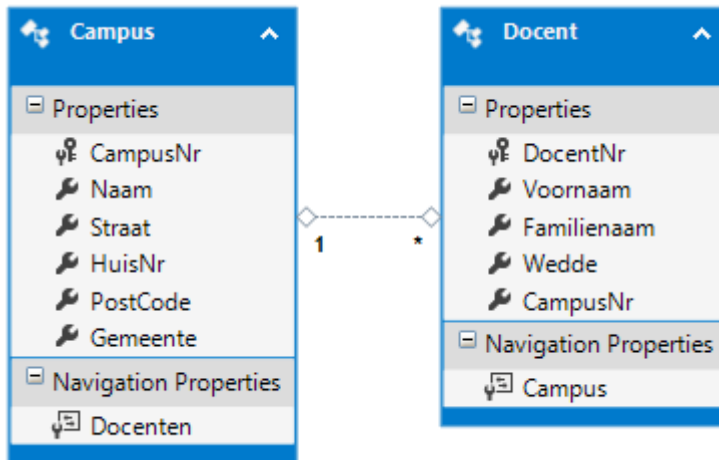 Campus
Properties
CampusNr
Naam
Straat
HuisNr
PostCode
Gemeente
Navigation Properties
Docenten
1
*
Docent
Properties
DocentNr
Voornaam
Familienaam
Wedde
CampusNr
Navigation Properties
Campus